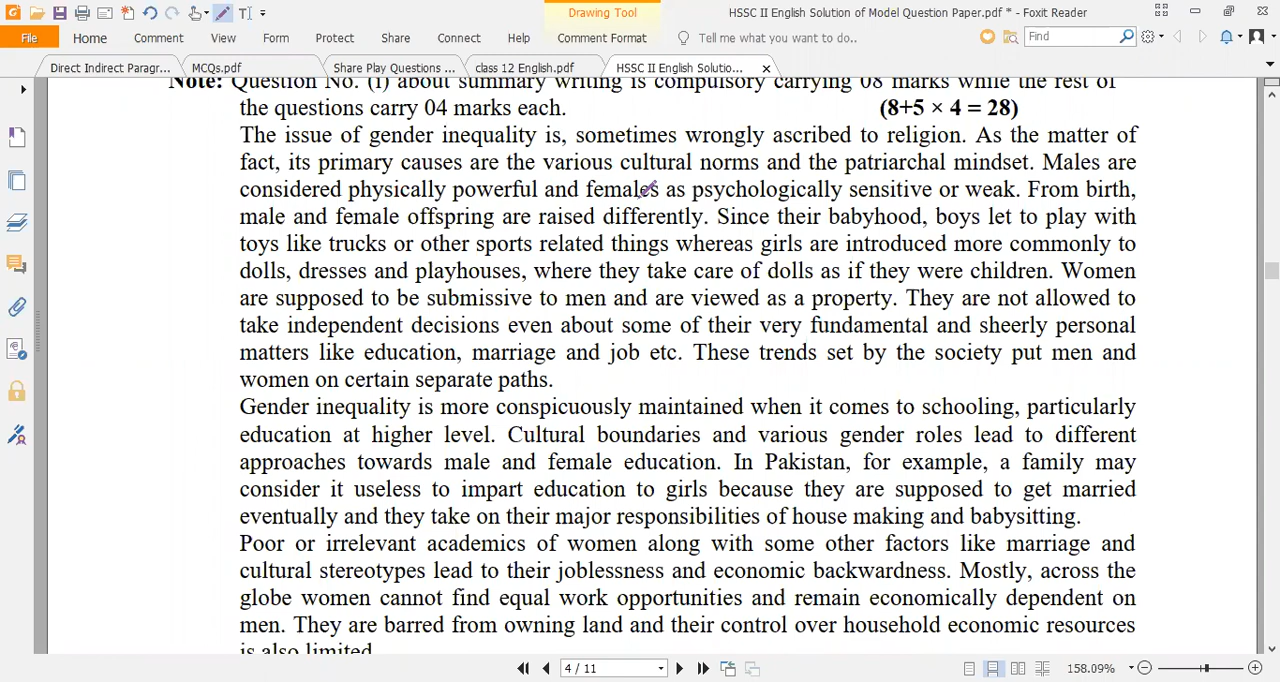 HSSC II English Solution of Model Question Paper.pdf * - Foxit Reader
Drawing Tool
File Home Comment View Form Protect Share Connect Help Comment Format Tell me what you want to do.. Find
Direct Indirect Paragr... MCQs.pdf Share Play Questions ... class 12 English.pdf HSSC II English Solutio...
Note: Question No. (i) about summary writing is compulsory carrying 08 marks while the rest of
the questions carry 04 marks each. (8+5 × 4 = 28)
The issue of gender inequality is, sometimes wrongly ascribed to religion. As the matter of
fact, its primary causes are the various cultural norms and the patriarchal mindset. Males are
considered physically powerful and females as psychologically sensitive or weak. From birth,
male and female offspring are raised differently. Since their babyhood, boys let to play with
toys like trucks or other sports related things whereas girls are introduced more commonly to
dolls, dresses and playhouses, where they take care of dolls as if they were children. Women
are supposed to be submissive to men and are viewed as a property. They are not allowed to
take independent decisions even about some of their very fundamental and sheerly personal
matters like education, marriage and job etc. These trends set by the society put men and
women on certain separate paths.
Gender inequality is more conspicuously maintained when it comes to schooling, particularly
education at higher level. Cultural boundaries and various gender roles lead to different
approaches towards male and female education. In Pakistan, for example, a family may
consider it useless to impart education to girls because they are supposed to get married
eventually and they take on their major responsibilities of house making and babysitting.
Poor or irrelevant academics of women along with some other factors like marriage and
cultural stereotypes lead to their joblessness and economic backwardness. Mostly, across the
globe women cannot find equal work opportunities and remain economically dependent on
men. They are barred from owning land and their control over household economic resources
is also limited.
4 / 11 158.09%